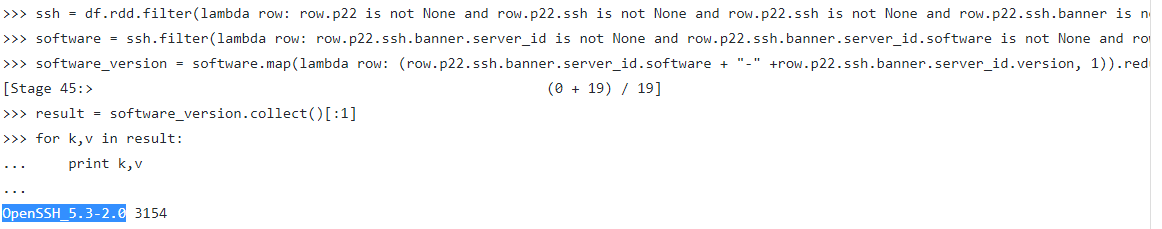 >>> ssh = df.rdd.filter(lambda row: row.p22 is not None and row.p22.ssh is not None and row.p22.ssh is not None and row.p22.ssh.banner is
>>> software = ssh.filter(lambda row: row.p22.ssh.banner.server_id is not None and row.p22.ssh.banner.server_id.software is not None and
>>> software_version = software.map(lambda row: (row.p22.ssh.banner.server_id.software + "-" +row.p22.ssh.banner.server_id.version, 1)).
[Stage 45:> (0 + 19) / 19]
>>> result = software_version.collect()[:1]
>>> for k,v in result:
... print k,v
...
OpenSSH_5.3-2.0 3154